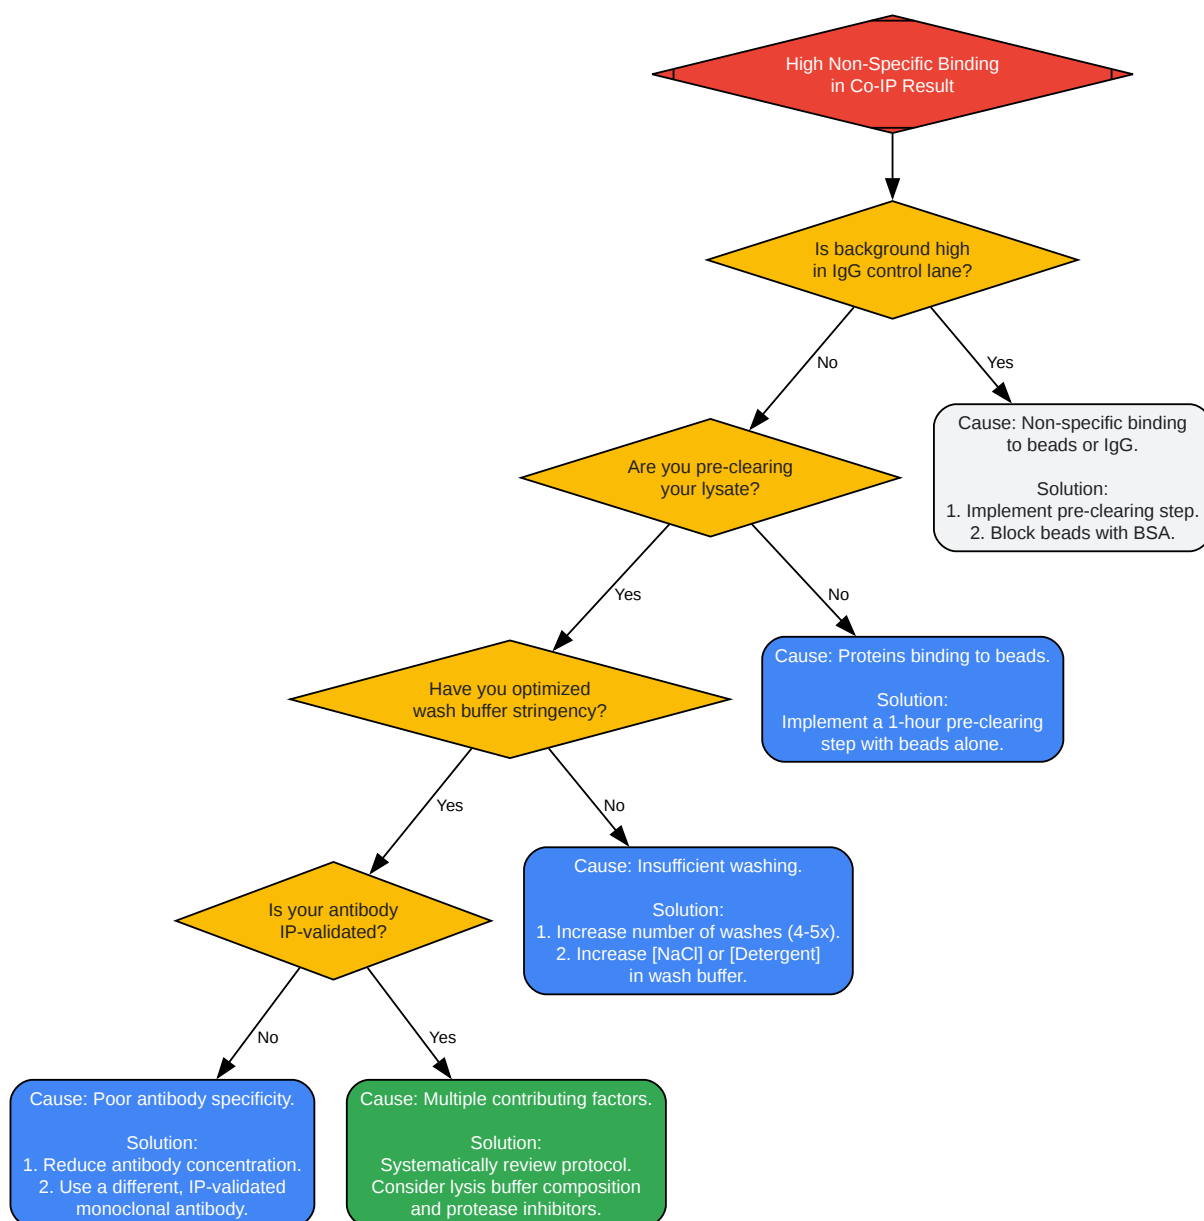 High Non-Specific Binding
in Co-IP Result
Is background high
in IgG control lane?
No
Yes
Cause: Non-specific binding
to beads or IgG.
Solution:
1. Implement pre-clearing step.
2. Block beads with BSA.
Are you pre-clearing
your lysate?
Yes
No
Cause: Proteins binding to beads.
Solution:
Implement a 1-hour pre-clearing
step with beads alone.
Have you optimized
wash buffer stringency?
Yes
No
Cause: Insufficient washing.
Solution:
1. Increase number of washes (4-5x).
2. Increase [NaCl] or [Detergent]
in wash buffer.
Is your antibody
IP-validated?
No
Yes
Cause: Poor antibody specificity.
Solution:
1. Reduce antibody concentration.
2. Use a different, IP-validated
monoclonal antibody.
Cause: Multiple contributing factors.
Solution:
Systematically review protocol.
Consider lysis buffer composition
and protease inhibitors.